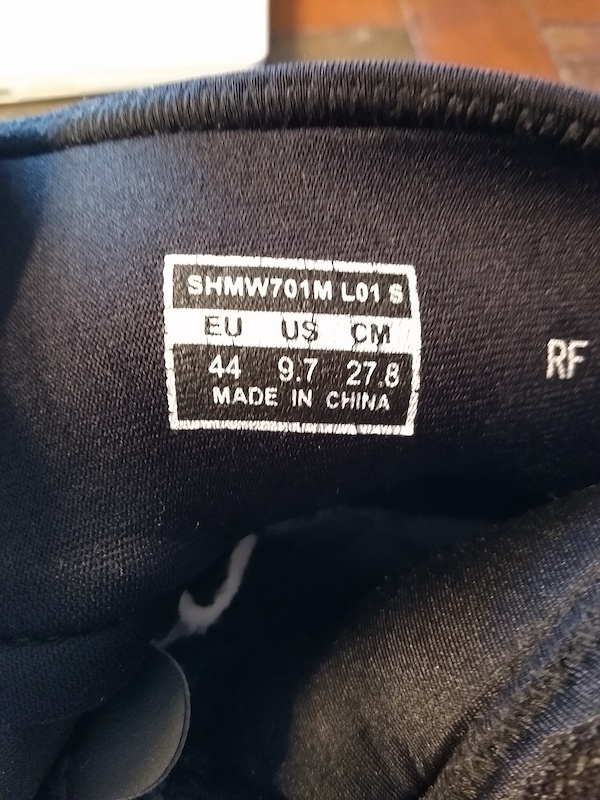 SHMW701M L01 S
EU US CM
44 9.7 27.8
MADE IN CHINA
RF